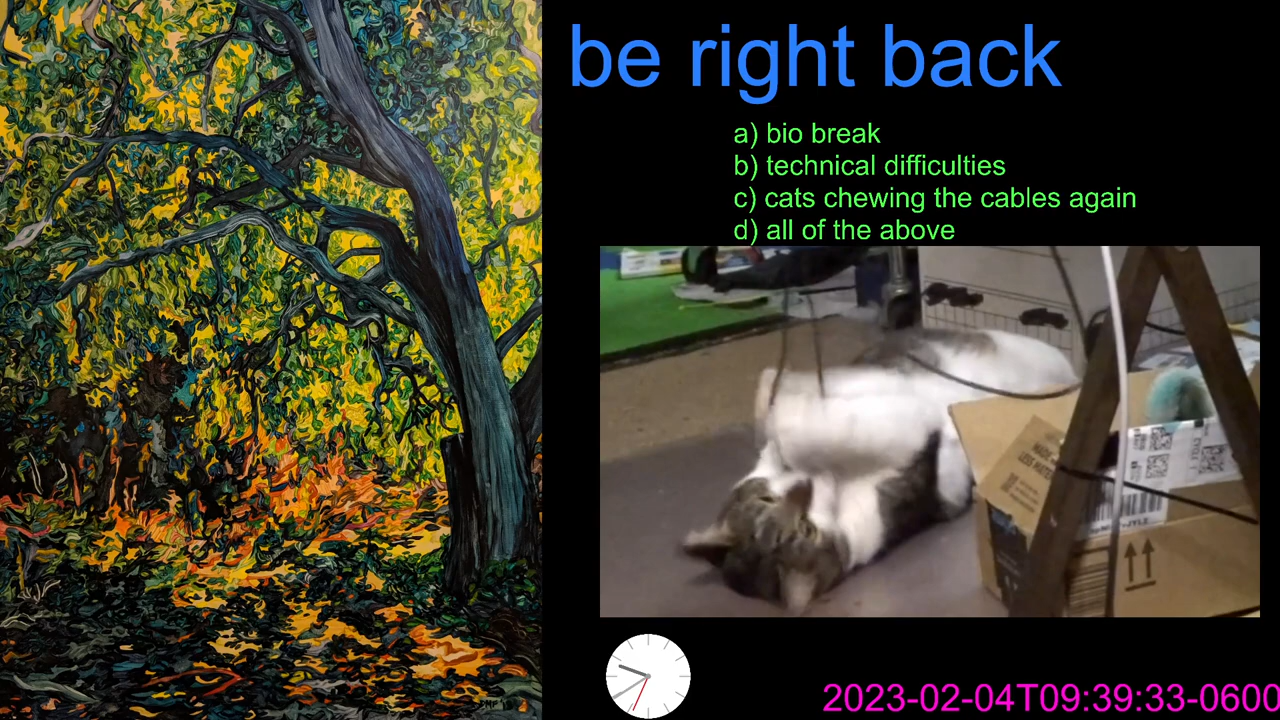 be right back
a) bio break
b) technical difficulties
c) cats chewing the cables again
d) all of the above
2023-02-04T09:39:33-0600